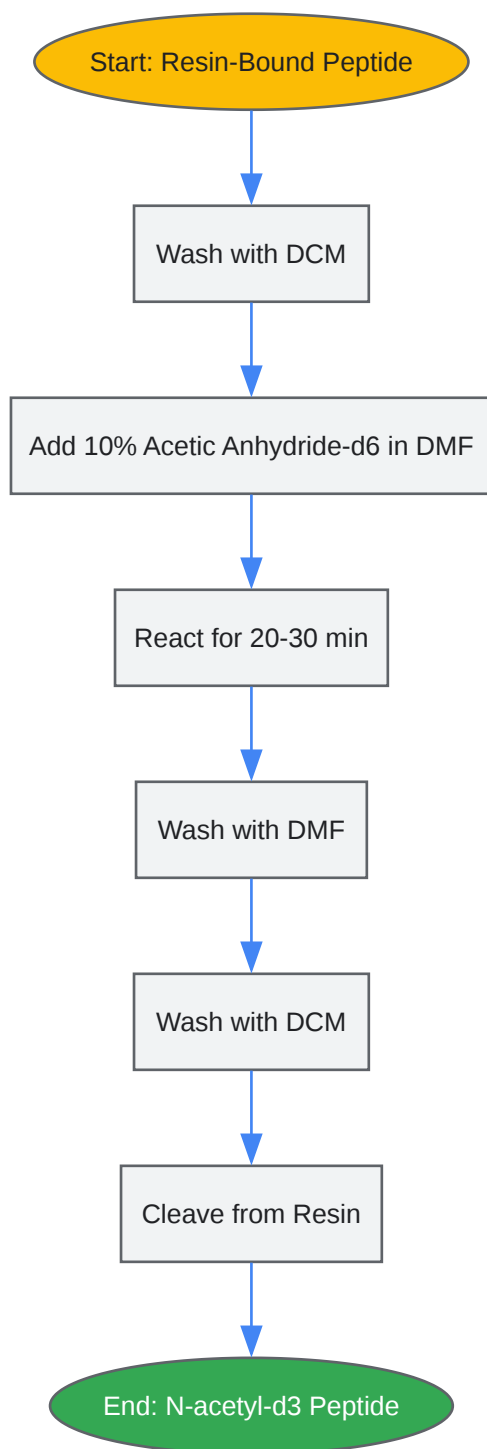 Start: Resin-Bound Peptide
Wash with DCM
Add 10% Acetic Anhydride-d6 in DMF
React for 20-30 min
Wash with DMF
Wash with DCM
Cleave from Resin
End: N-acetyl-d3 Peptide